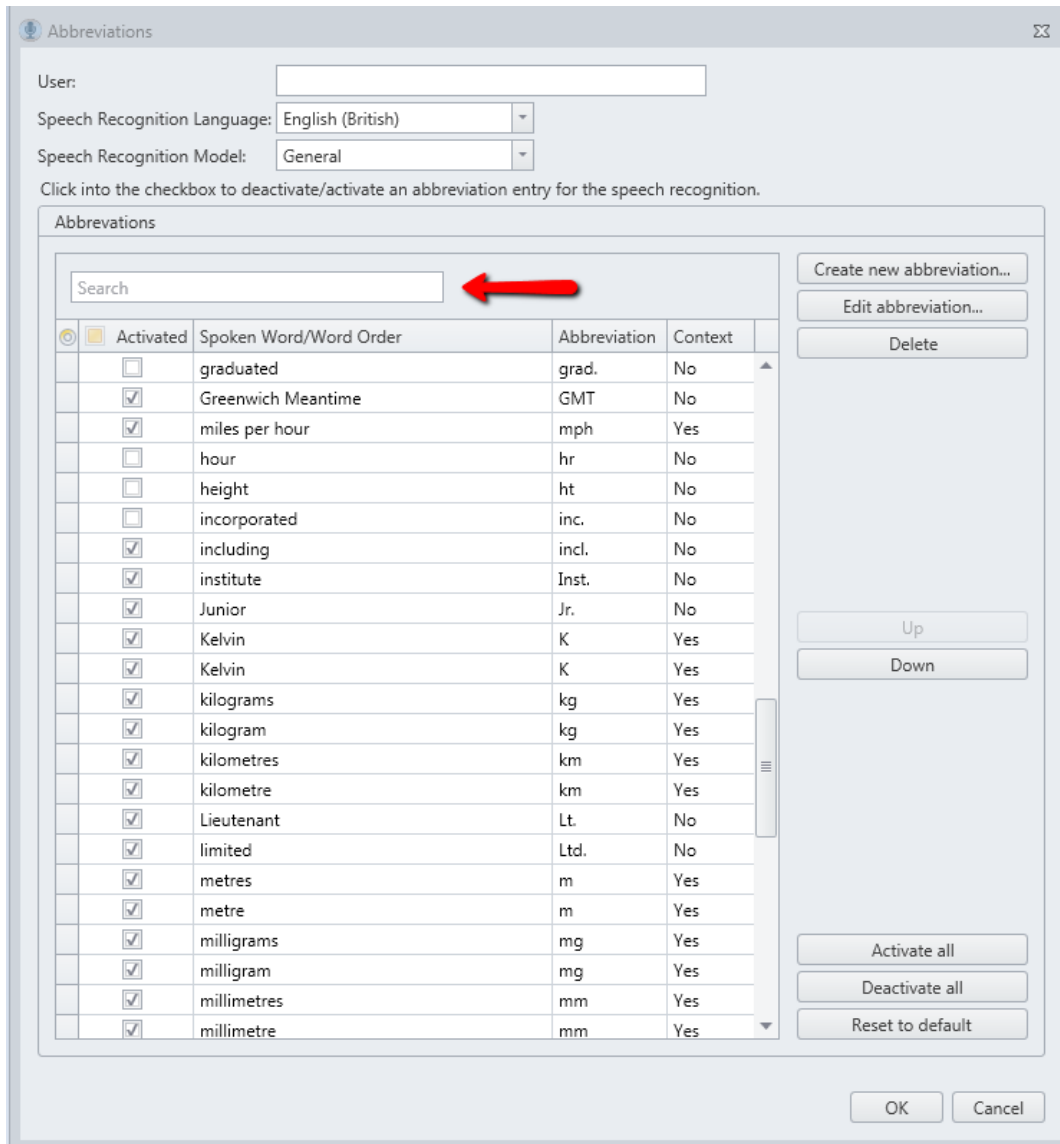 Abbreviations
User:
Speech Recognition Language: English (British)
Speech Recognition Model: General
Click into the checkbox to deactivate/activate an abbreviation entry for the speech recognition.
Abbrevations
Search
Create new abbreviation...
Edit abbreviation...
Delete
Activated Spoken Word/Word Order Abbreviation Context
graduated grad. No
Greenwich Meantime GMT No
miles per hour mph Yes
hour hr No
height ht No
incorporated inc. No
including incl. No
institute Inst. No
Junior Jr. No
Kelvin K Yes
Kelvin K Yes
kilograms kg Yes
kilogram kg Yes
kilometres km Yes
kilometre km Yes
Lieutenant Lt. No
limited Ltd. No
metres m Yes
metre m Yes
milligrams mg Yes
milligram mg Yes
millimetres mm Yes
millimetre mm Yes
Up
Down
Activate all
Deactivate all
Reset to default
OK Cancel